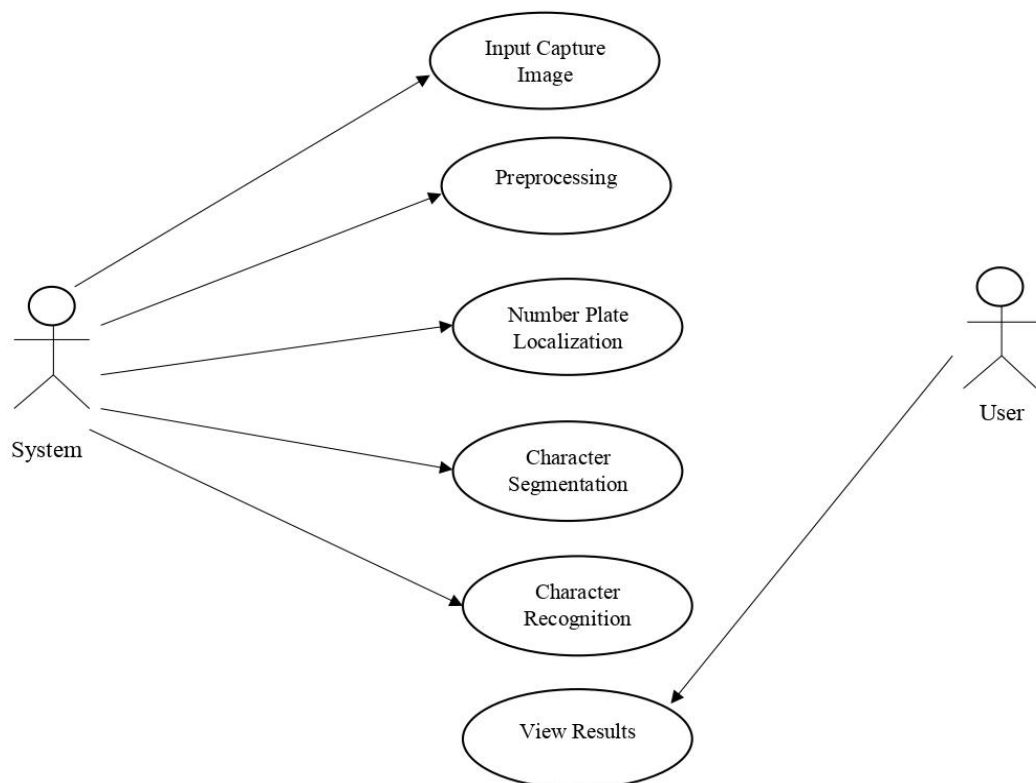 Input Capture
Image
Preprocessing
Number Plate
Localization
System
User
Character
Segmentation
Character
Recognition
View Results